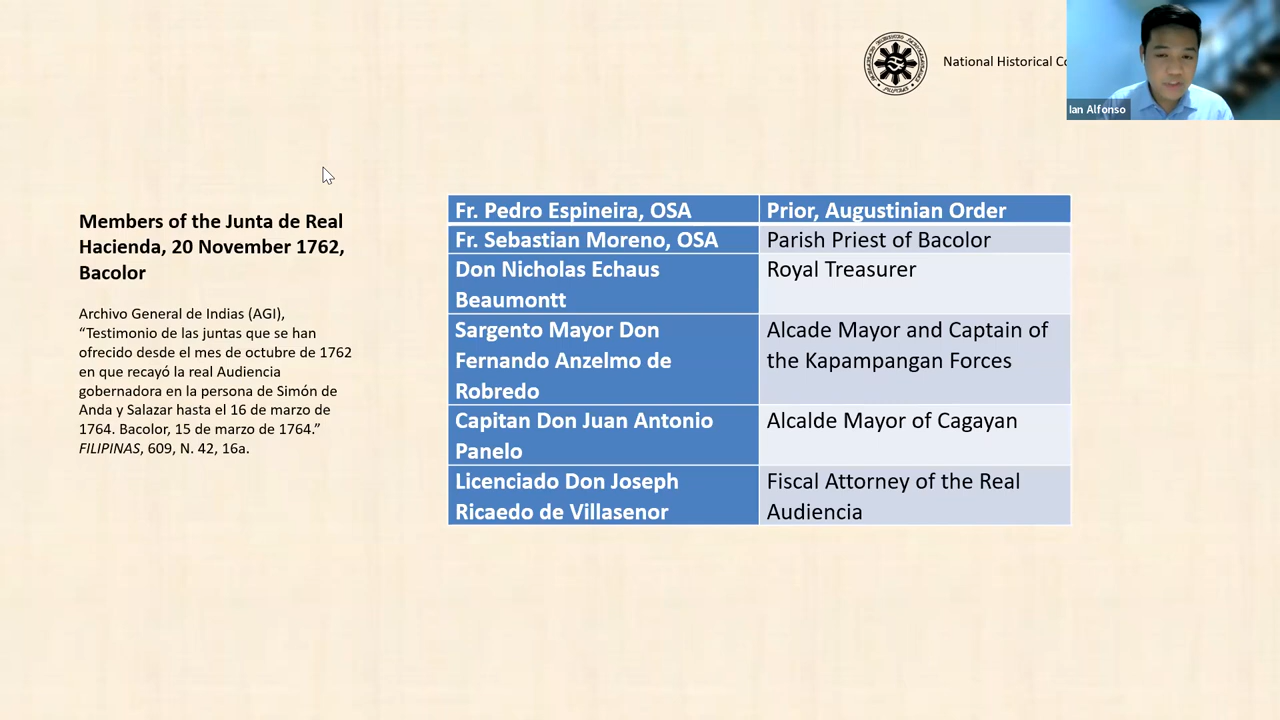 National Historical Co
Ian Alfonso
Members of the Junta de Real
Hacienda, 20 November 1762,
Bacolor
Archivo General de Indias (AGI),
“Testimonio de las juntas que se han
ofrecido desde el mes de octubre de 1762
en que recayó la real Audiencia
gobernadora en la persona de Simón de
Anda y Salazar hasta el 16 de marzo de
1764. Bacolor, 15 de marzo de 1764.”
FILIPINAS, 609, N. 42, 16a.
Fr. Pedro Espineira, OSA
Prior, Augustinian Order
Fr. Sebastian Moreno, OSA
Parish Priest of Bacolor
Don Nicholas Echaus
Beaumontt
Royal Treasurer
Sargento Mayor Don
Fernando Anzelmo de
Robredo
Alcade Mayor and Captain of
the Kapampangan Forces
Capitan Don Juan Antonio
Panelo
Alcalde Mayor of Cagayan
Licenciado Don Joseph
Ricaedo de Villasenor
Fiscal Attorney of the Real
Audiencia